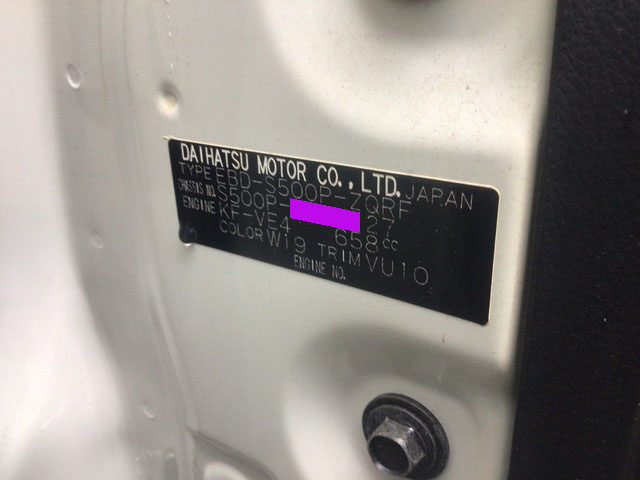 DAIHATSU MOTOR CO., LTD. JAPAN
TYPE EBD-S500P-ZQRF
CHASSIS NO. S500P- 27
ENGINE KF-VE4 658cc
COLOR W19 TRIM VU10
ENGINE NO.